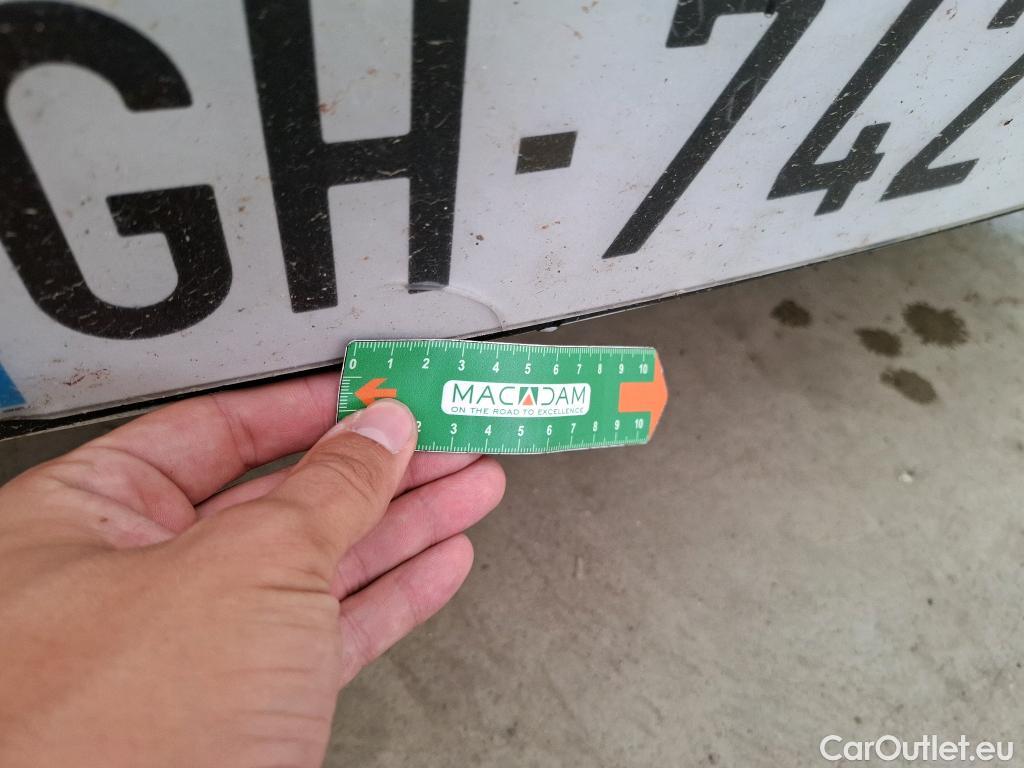 GH-742
0 1 2 3 4 5 6 7 8 9 10
MACADAM
ON THE ROAD TO EXCELLENCE
2 3 4 5 6 7 8 9 10
CarOutlet.eu